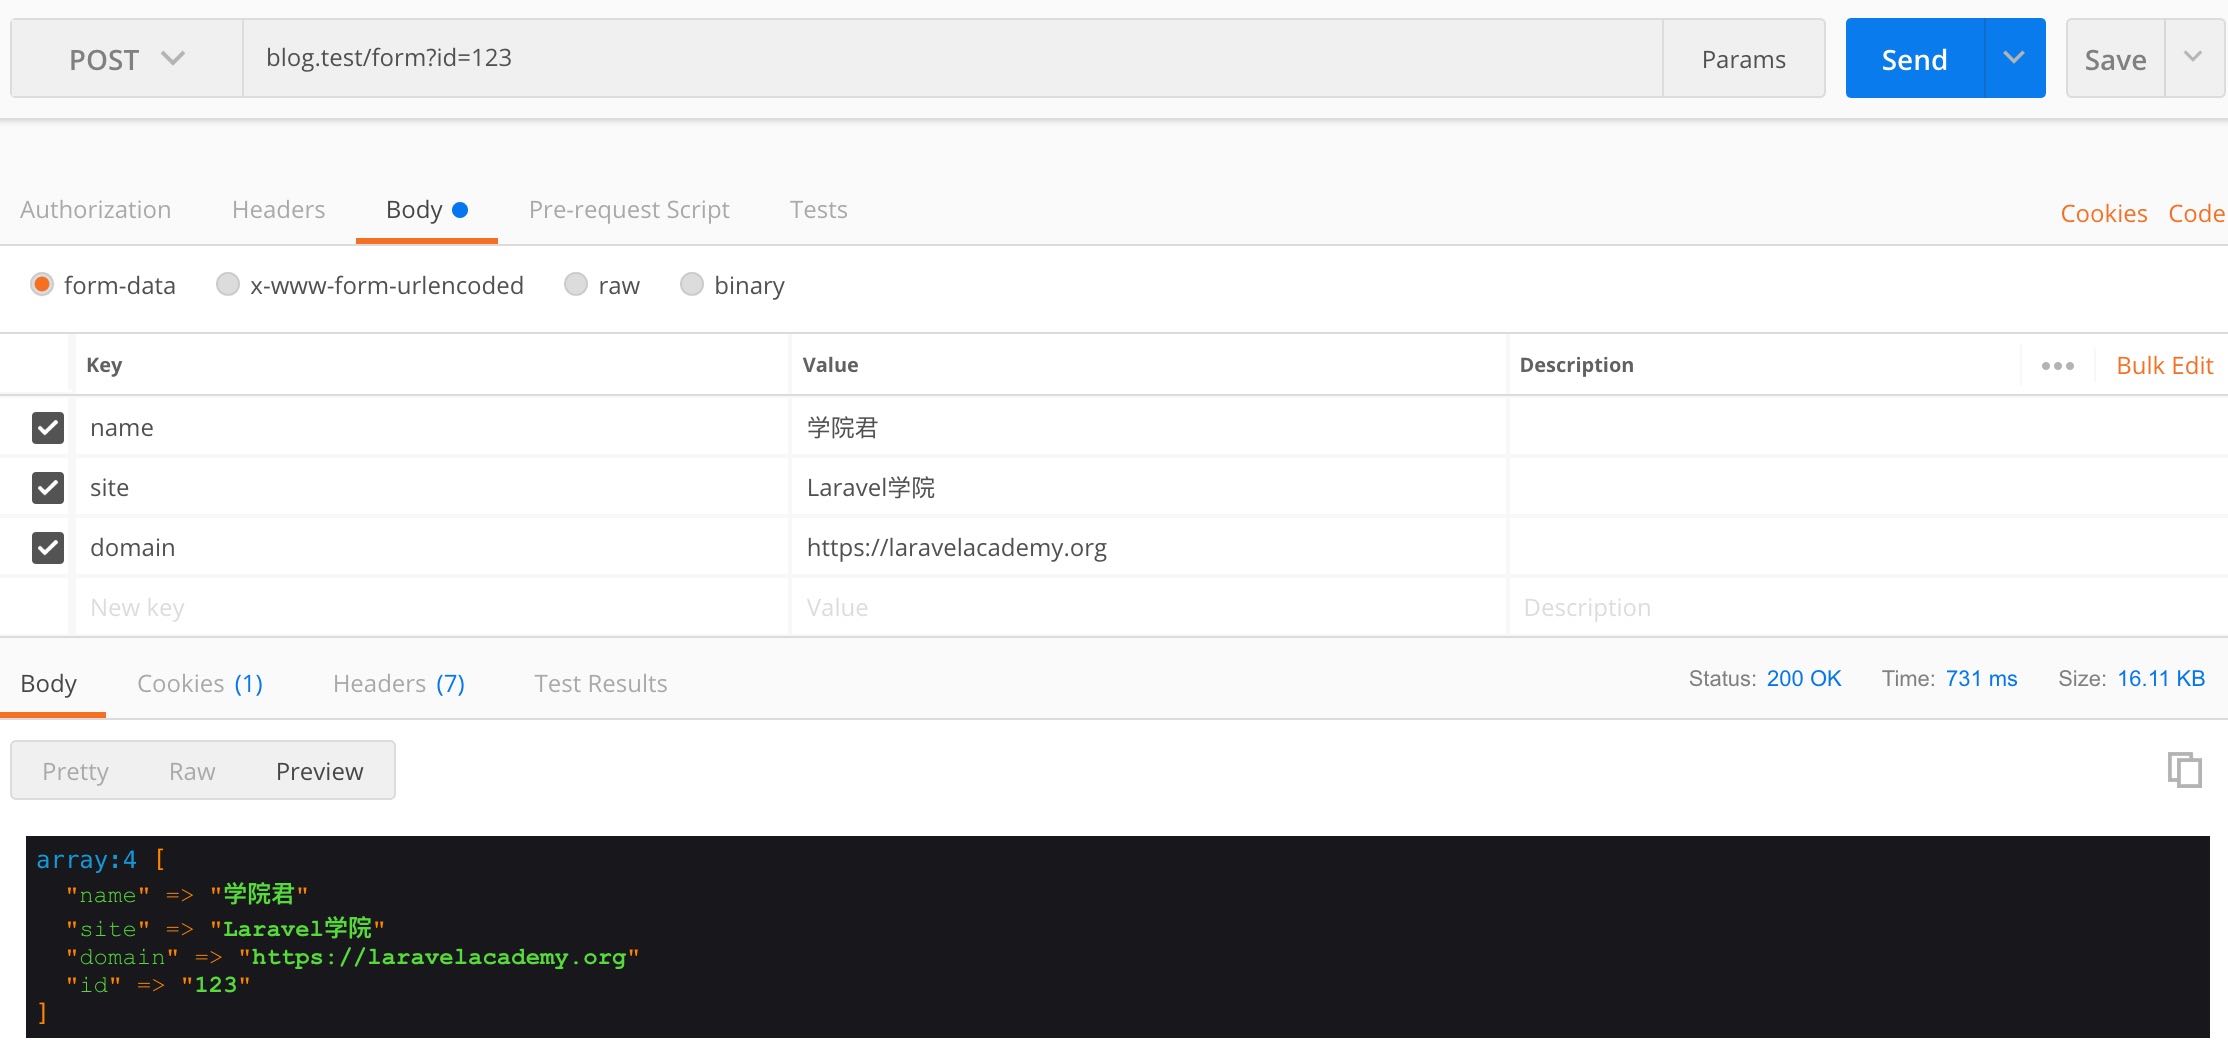 POST blog.test/form?id=123 Params Send Save
Authorization Headers Body Pre-request Script Tests Cookies Code
form-data x-www-form-urlencoded raw binary
Key Value Description Bulk Edit
name 学院君
site Laravel学院
domain https://laravelacademy.org
New key Value Description
Body Cookies (1) Headers (7) Test Results Status: 200 OK Time: 731 ms Size: 16.11 KB
Pretty Raw Preview
array:4 [
"name" => "学院君"
"site" => "Laravel学院"
"domain" => "https://laravelacademy.org"
"id" => "123"
]